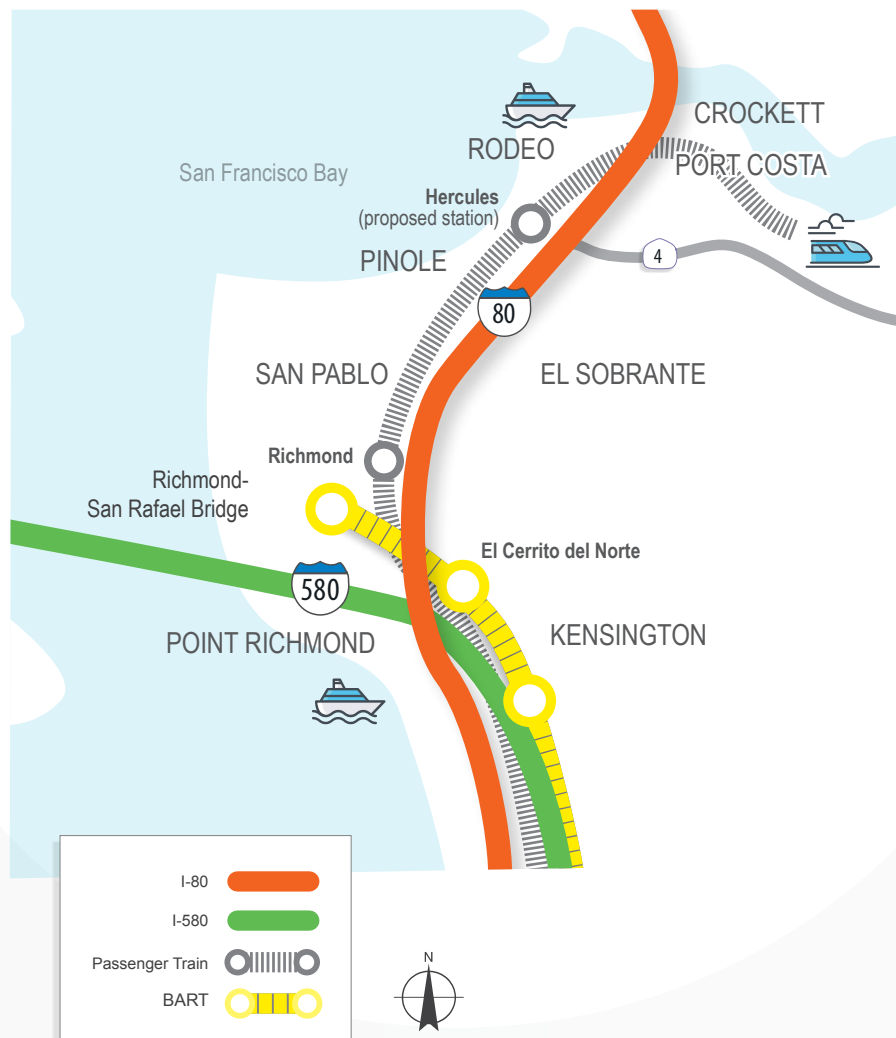 CROCKETT
RODEO
PORT COSTA
San Francisco Bay
Hercules
(proposed station)
PINOLE
4
80
SAN PABLO
EL SOBRANTE
Richmond
Richmond-
San Rafael Bridge
El Cerrito del Norte
580
POINT RICHMOND
KENSINGTON
I-80
I-580
Passenger Train
BART
N